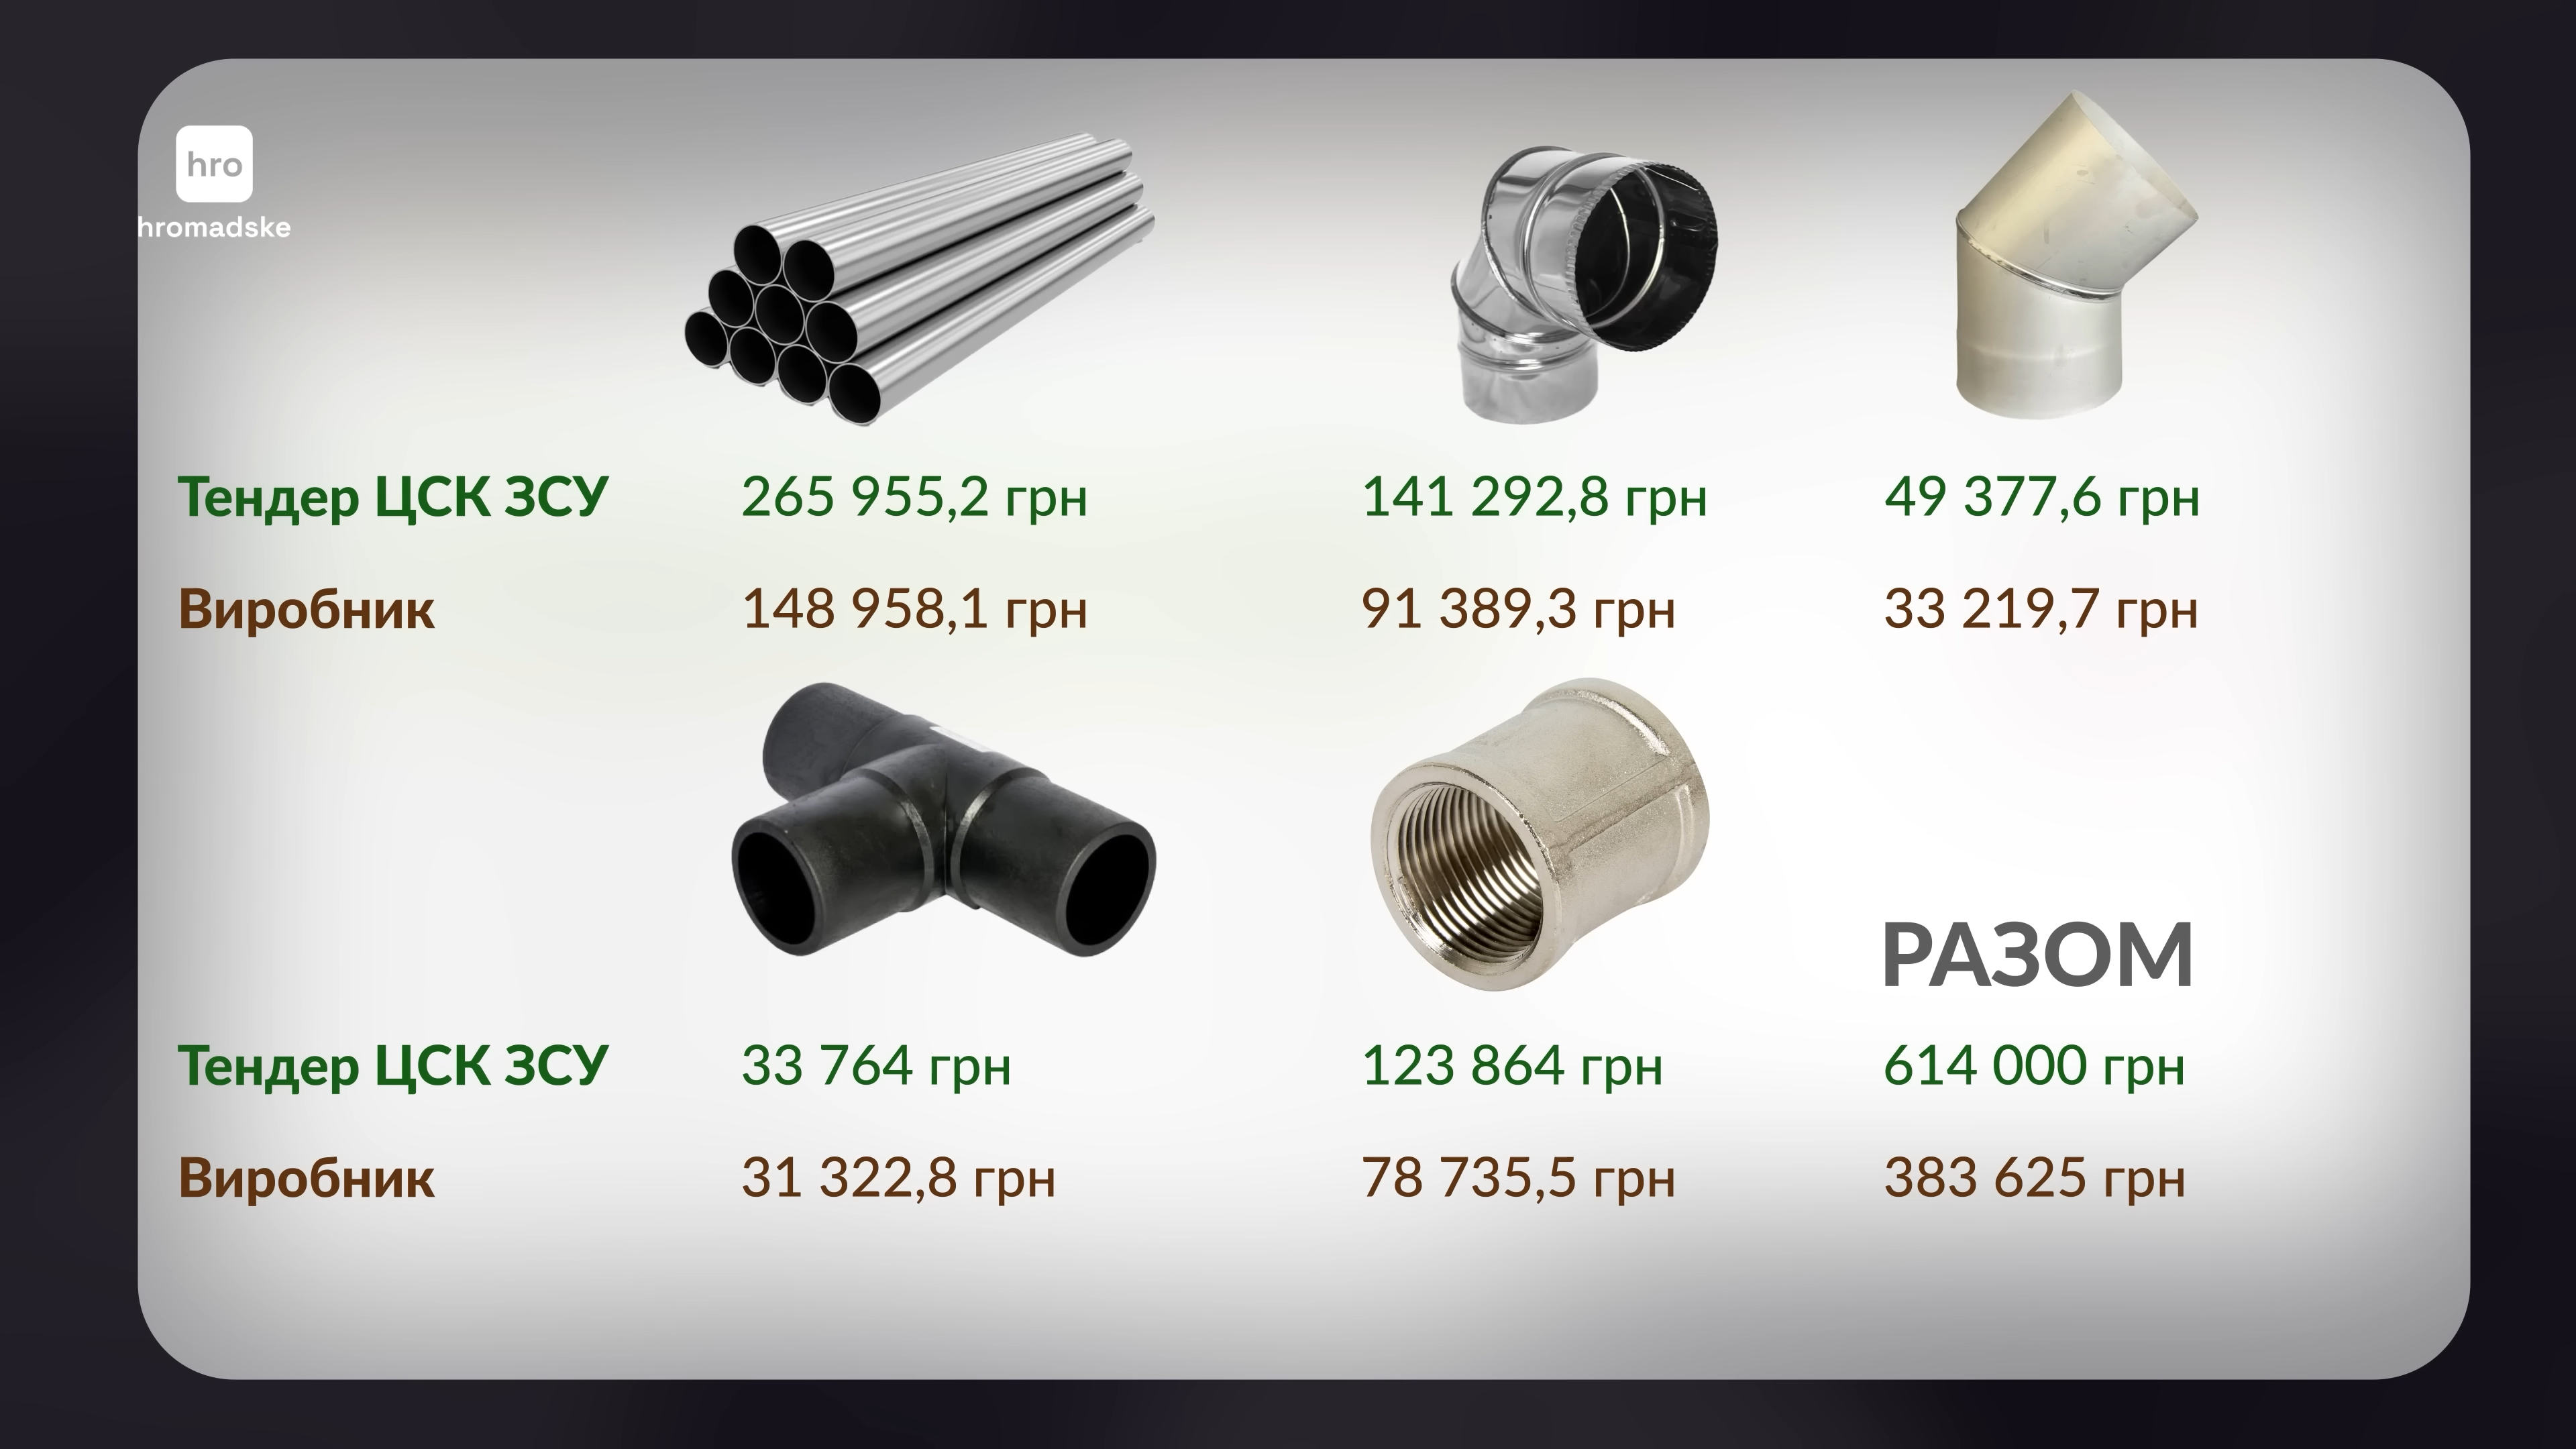 hro
hromadske
Тендер ЦСК ЗСУ 265 955,2 грн 141 292,8 грн 49 377,6 грн
Виробник 148 958,1 грн 91 389,3 грн 33 219,7 грн
РАЗОМ
Тендер ЦСК ЗСУ 33 764 грн 123 864 грн 614 000 грн
Виробник 31 322,8 грн 78 735,5 грн 383 625 грн